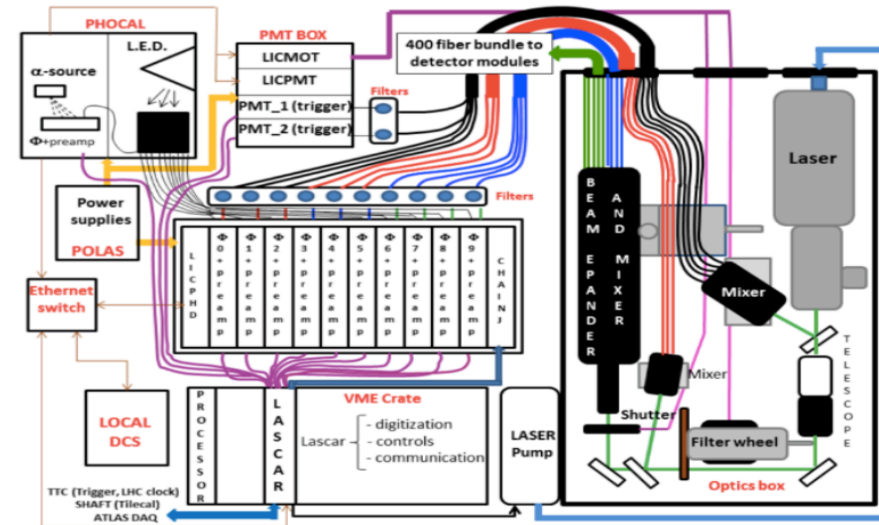 PHOCAL
L.E.D.
α-source
Φ+preamp
PMT BOX
LICMOT
LICPMT
PMT_1 (trigger)
PMT_2 (trigger)
Filters
400 fiber bundle to
detector modules
Filters
Power
supplies
POLAS
Ethernet
switch
LOCAL
DCS
LICPHD
Φ0+preamp
Φ1+preamp
Φ2+preamp
Φ3+preamp
Φ4+preamp
Φ5+preamp
Φ6+preamp
Φ7+preamp
Φ8+preamp
Φ9+preamp
CHAINJ
PROCESSOR
LASCAR
VME Crate
Lascar
- digitization
- controls
- communication
LASER
Pump
TTC (Trigger, LHC clock)
SHAFT (Tilecal)
ATLAS DAQ
BEAM EPANDER
AND MIXER
Laser
Mixer
Mixer
TELESCOPE
Shutter
Filter wheel
Optics box